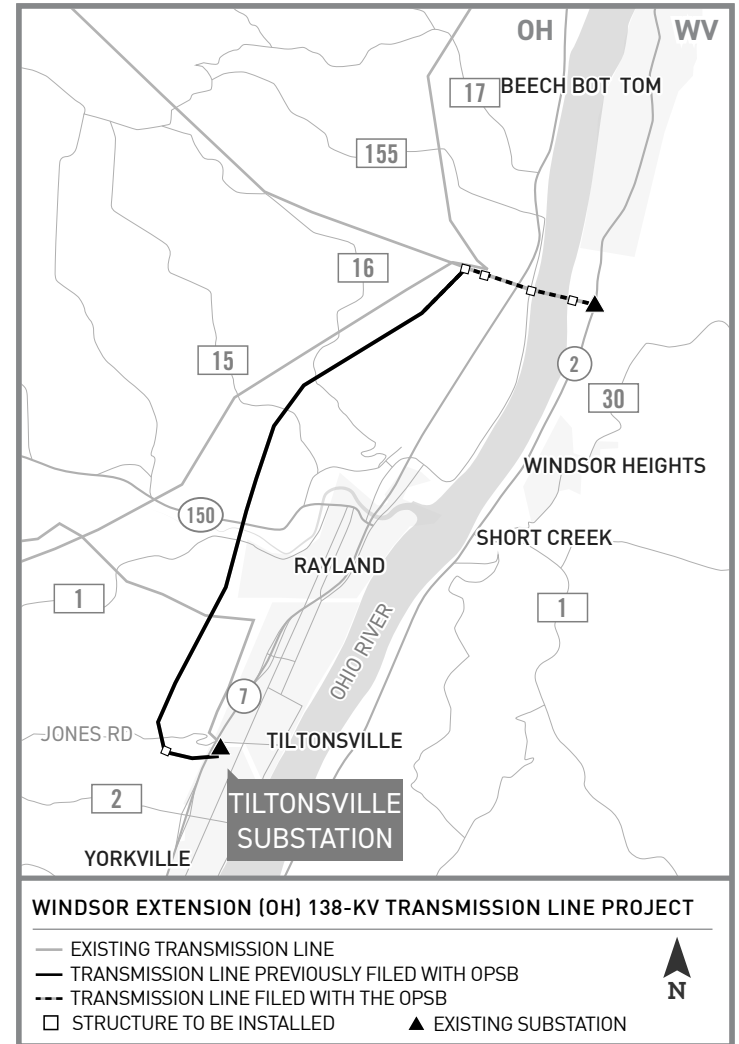 OH WV
BEECH BOT TOM
17
155
16
15
2
30
WINDSOR HEIGHTS
150
SHORT CREEK
RAYLAND
1
1
OHIO RIVER
7
JONES RD
TILTONSVILLE
2
TILTONSVILLE
SUBSTATION
YORKVILLE
WINDSOR EXTENSION (OH) 138-KV TRANSMISSION LINE PROJECT
EXISTING TRANSMISSION LINE
TRANSMISSION LINE PREVIOUSLY FILED WITH OPSB
TRANSMISSION LINE FILED WITH THE OPSB
STRUCTURE TO BE INSTALLED EXISTING SUBSTATION
N